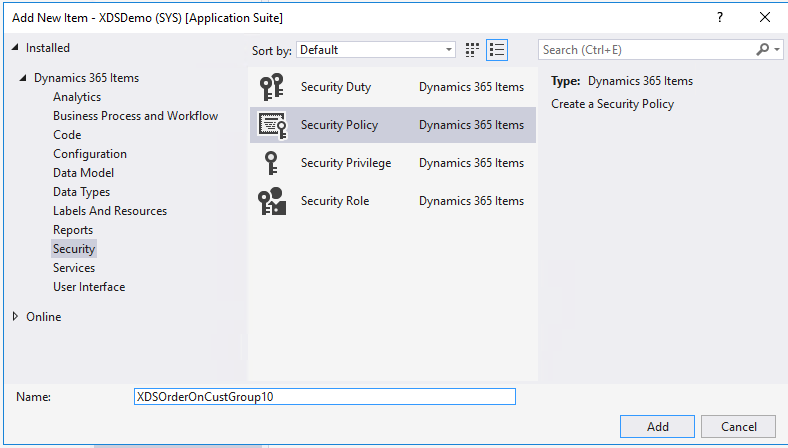 Add New Item - XDSDemo (SYS) [Application Suite]
?
Installed
Sort by: Default
Search (Ctrl+E)
Dynamics 365 Items
Analytics
Business Process and Workflow
Code
Configuration
Data Model
Data Types
Labels And Resources
Reports
Security
Services
User Interface
Online
Security Duty Dynamics 365 Items
Security Policy Dynamics 365 Items
Security Privilege Dynamics 365 Items
Security Role Dynamics 365 Items
Type: Dynamics 365 Items
Create a Security Policy
Name: XDSOrderOnCustGroup10
Add Cancel